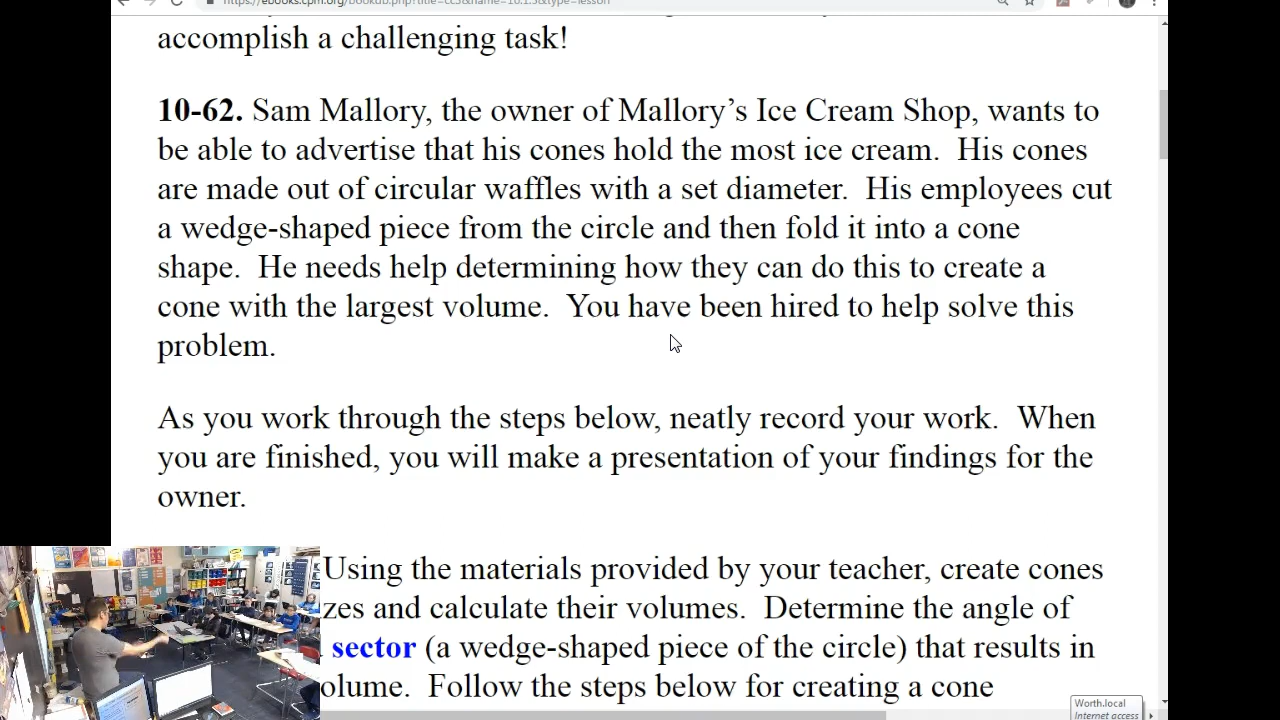 accomplish a challenging task!
10-62. Sam Mallory, the owner of Mallory’s Ice Cream Shop, wants to
be able to advertise that his cones hold the most ice cream.  His cones
are made out of circular waffles with a set diameter.  His employees cut
a wedge-shaped piece from the circle and then fold it into a cone
shape.  He needs help determining how they can do this to create a
cone with the largest volume.  You have been hired to help solve this
problem.
As you work through the steps below, neatly record your work.  When
you are finished, you will make a presentation of your findings for the
owner.
Using the materials provided by your teacher, create cones
zes and calculate their volumes.  Determine the angle of
sector (a wedge-shaped piece of the circle) that results in
olume.  Follow the steps below for creating a cone
Worth.local
Internet access